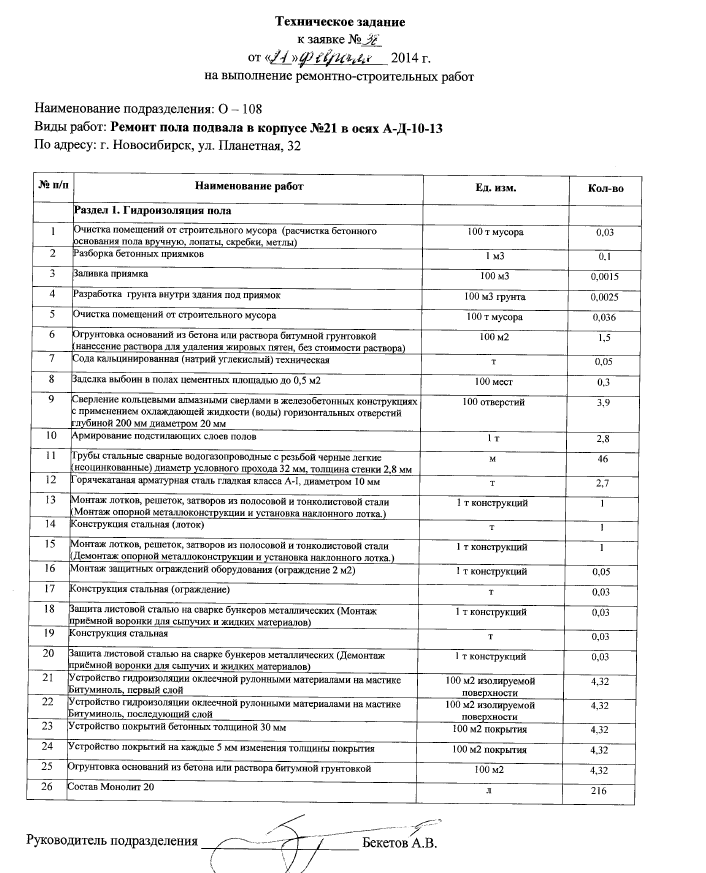 Техническое задание
к заявке №
от «21» февраля 2014 г.
на выполнение ремонтно-строительных работ
Наименование подразделения: О – 108
Виды работ: Ремонт пола подвала в корпусе №21 в осях А-Д-10-13
По адресу: г. Новосибирск, ул. Планетная, 32
№ п/п Наименование работ Ед. изм. Кол-во
Раздел 1. Гидроизоляция пола
1 Очистка помещений от строительного мусора (расчистка бетонного основания пола вручную, лопаты, скребки, метлы) 100 т мусора 0,03
2 Разборка бетонных приямков 1 м3 0,1
3 Заливка приямка 100 м3 0,0015
4 Разработка грунта внутри здания под приямок 100 м3 грунта 0,0025
5 Очистка помещений от строительного мусора 100 т мусора 0,036
6 Огрунтовка оснований из бетона или раствора битумной грунтовкой (нанесение раствора для удаления жировых пятен, без стоимости раствора) 100 м2 1,5
7 Сода кальцинированная (натрий углекислый) техническая т 0,05
8 Заделка выбоин в полах цементных площадью до 0,5 м2 100 мест 0,3
9 Сверление кольцевыми алмазными сверлами в железобетонных конструкциях с применением охлаждающей жидкости (воды) горизонтальных отверстий глубиной 200 мм диаметром 20 мм 100 отверстий 3,9
10 Армирование подстилающих слоев полов 1 т 2,8
11 Трубы стальные сварные водогазопроводные с резьбой черные легкие (неоцинкованные) диаметр условного прохода 32 мм, толщина стенки 2,8 мм м 46
12 Горячекатаная арматурная сталь гладкая класса А-I, диаметром 10 мм т 2,7
13 Монтаж лотков, решеток, затворов из полосовой и тонколистовой стали (Монтаж опорной металлоконструкции и установка наклонного лотка.) 1 т конструкций 1
14 Конструкция стальная (лоток) т 1
15 Монтаж лотков, решеток, затворов из полосовой и тонколистовой стали (Демонтаж опорной металлоконструкции и установка наклонного лотка.) 1 т конструкций 1
16 Монтаж защитных ограждений оборудования (ограждение 2 м2) 1 т конструкций 0,05
17 Конструкция стальная (ограждение) т 0,03
18 Защита листовой сталью на сварке бункеров металлических (Монтаж приёмной воронки для сыпучих и жидких материалов) 1 т конструкций 0,03
19 Конструкция стальная т 0,03
20 Защита листовой сталью на сварке бункеров металлических (Демонтаж приёмной воронки для сыпучих и жидких материалов) 1 т конструкций 0,03
21 Устройство гидроизоляции оклеечной рулонными материалами на мастике Битуминоль, первый слой 100 м2 изолируемой поверхности 4,32
22 Устройство гидроизоляции оклеечной рулонными материалами на мастике Битуминоль, последующий слой 100 м2 изолируемой поверхности 4,32
23 Устройство покрытий бетонных толщиной 30 мм 100 м2 покрытия 4,32
24 Устройство покрытий на каждые 5 мм изменения толщины покрытия 100 м2 покрытия 4,32
25 Огрунтовка оснований из бетона или раствора битумной грунтовкой 100 м2 4,32
26 Состав Монолит 20 л 216
Руководитель подразделения Бекетов А.В.